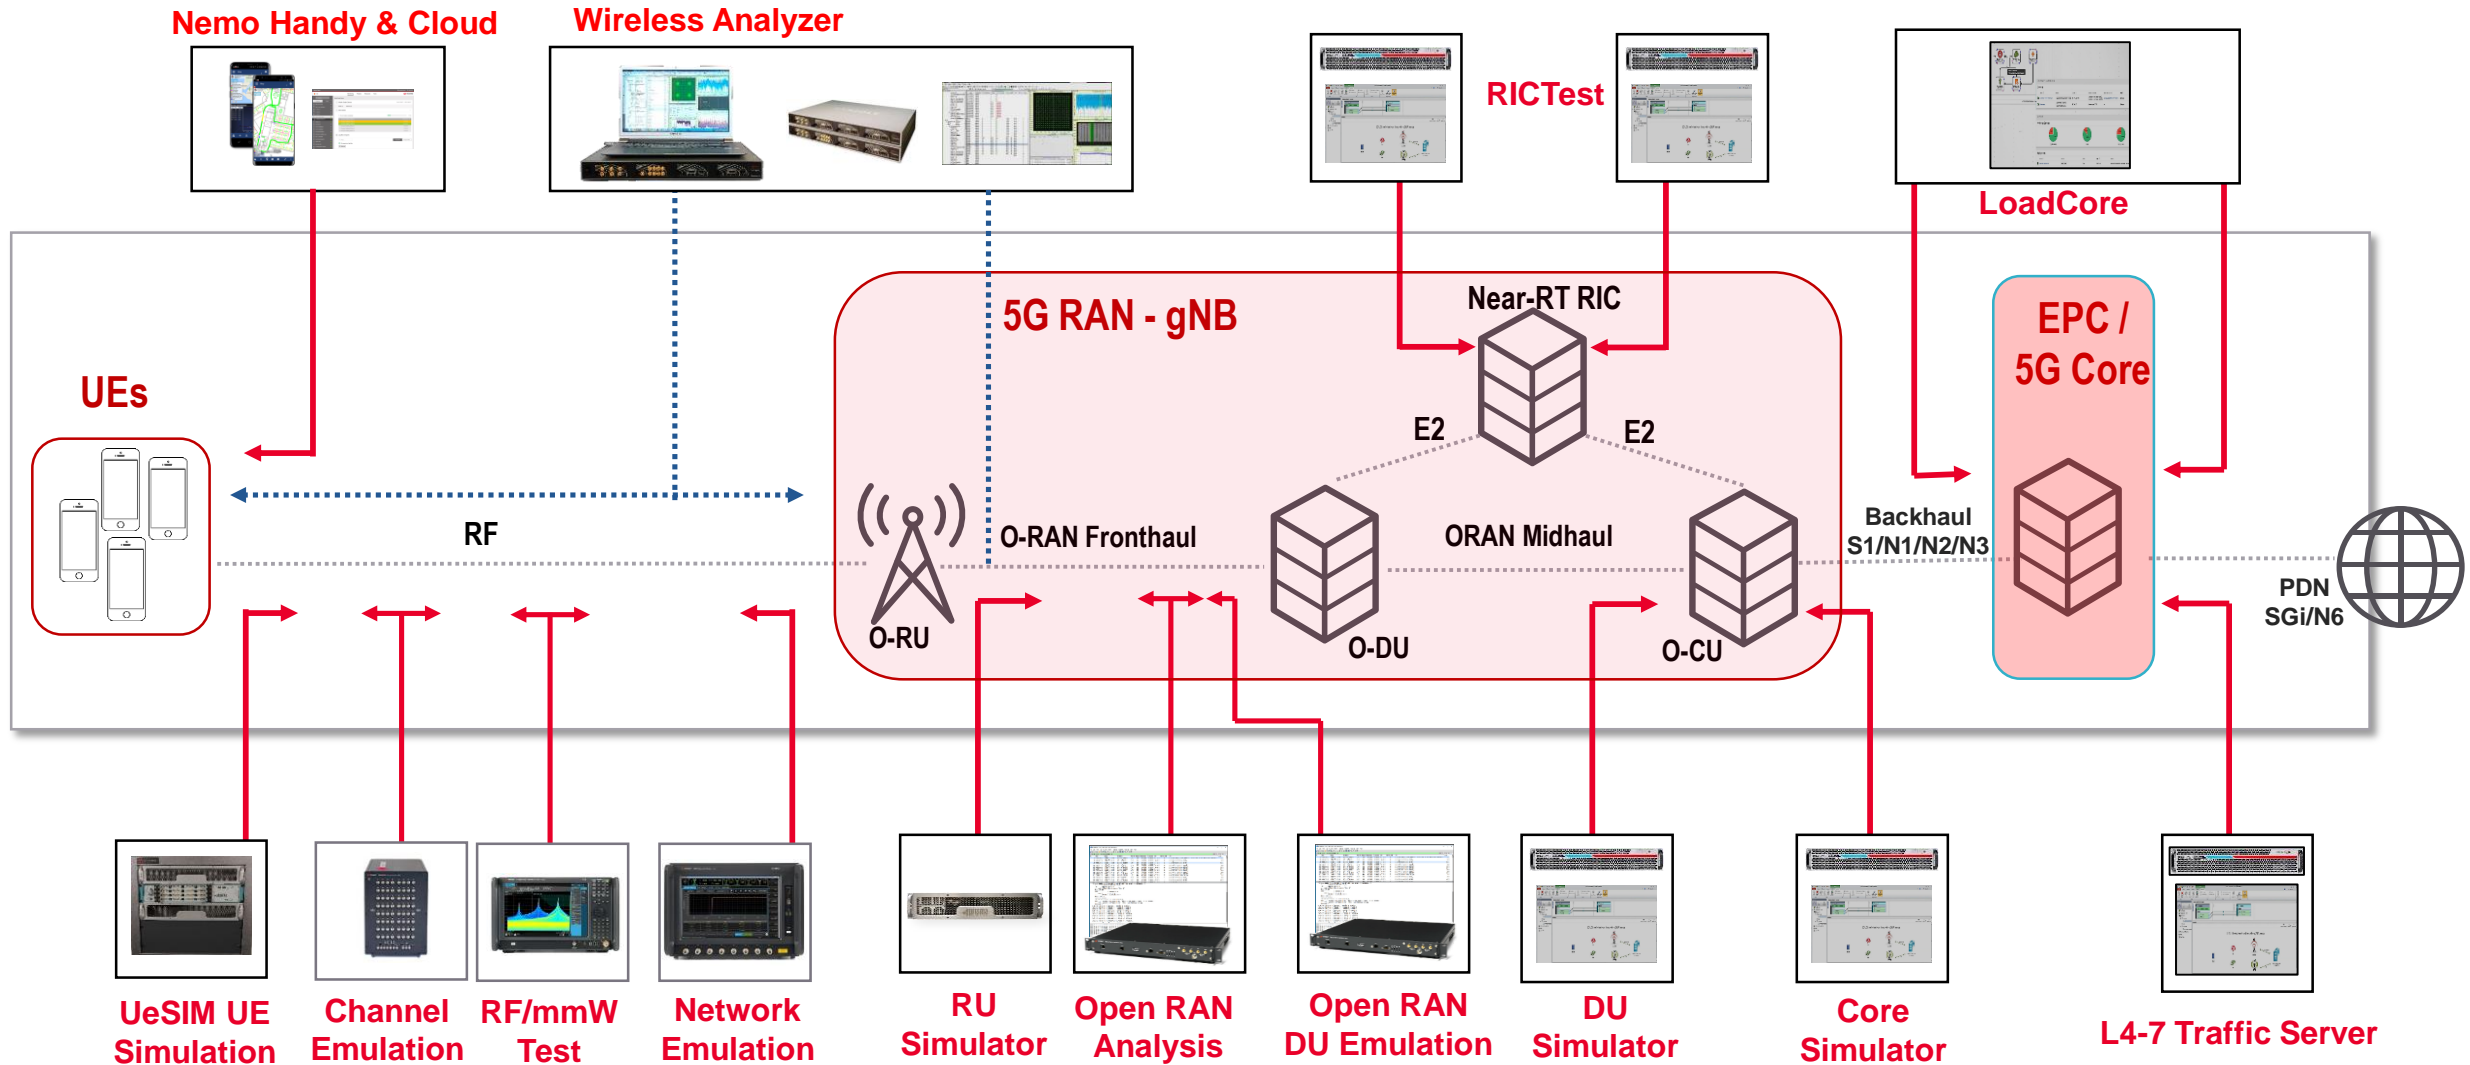 Nemo Handy & Cloud
Wireless Analyzer
RICTest
LoadCore
5G RAN - gNB
Near-RT RIC
EPC /
5G Core
UEs
E2
E2
RF
O-RAN Fronthaul
ORAN Midhaul
Backhaul
S1/N1/N2/N3
PDN
SGi/N6
O-RU
O-DU
O-CU
UeSIM UE
Simulation
Channel
Emulation
RF/mmW
Test
Network
Emulation
RU
Simulator
Open RAN
Analysis
Open RAN
DU Emulation
DU
Simulator
Core
Simulator
L4-7 Traffic Server